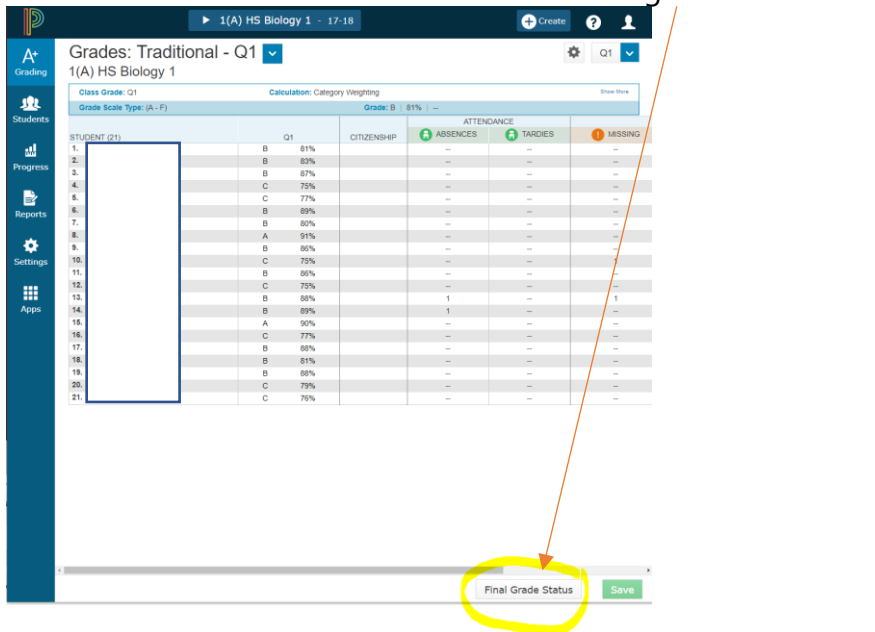 g
1(A) HS Biology 1 - 17-18
Create
?
A+
Grading
Students
Progress
Reports
Settings
Apps
Grades: Traditional - Q1
Q1
1(A) HS Biology 1
Class Grade: Q1 Calculation: Category Weighting Show More
Grade Scale Type: (A - F) Grade: B | 81% | --
ATTENDANCE
STUDENT (21) Q1 CITIZENSHIP ABSENCES TARDIES ! MISSING
1. B 81% -- -- --
2. B 83% -- -- --
3. B 87% -- -- --
4. C 75% -- -- --
5. C 77% -- -- --
6. B 89% -- -- --
7. B 80% -- -- --
8. A 91% -- -- --
9. B 86% -- -- --
10. C 75% -- -- 1
11. B 86% -- -- --
12. C 75% -- -- --
13. B 88% 1 -- 1
14. B 89% 1 -- --
15. A 90% -- -- --
16. C 77% -- -- --
17. B 88% -- -- --
18. B 81% -- -- --
19. B 88% -- -- --
20. C 79% -- -- --
21. C 76% -- -- --
Final Grade Status
Save